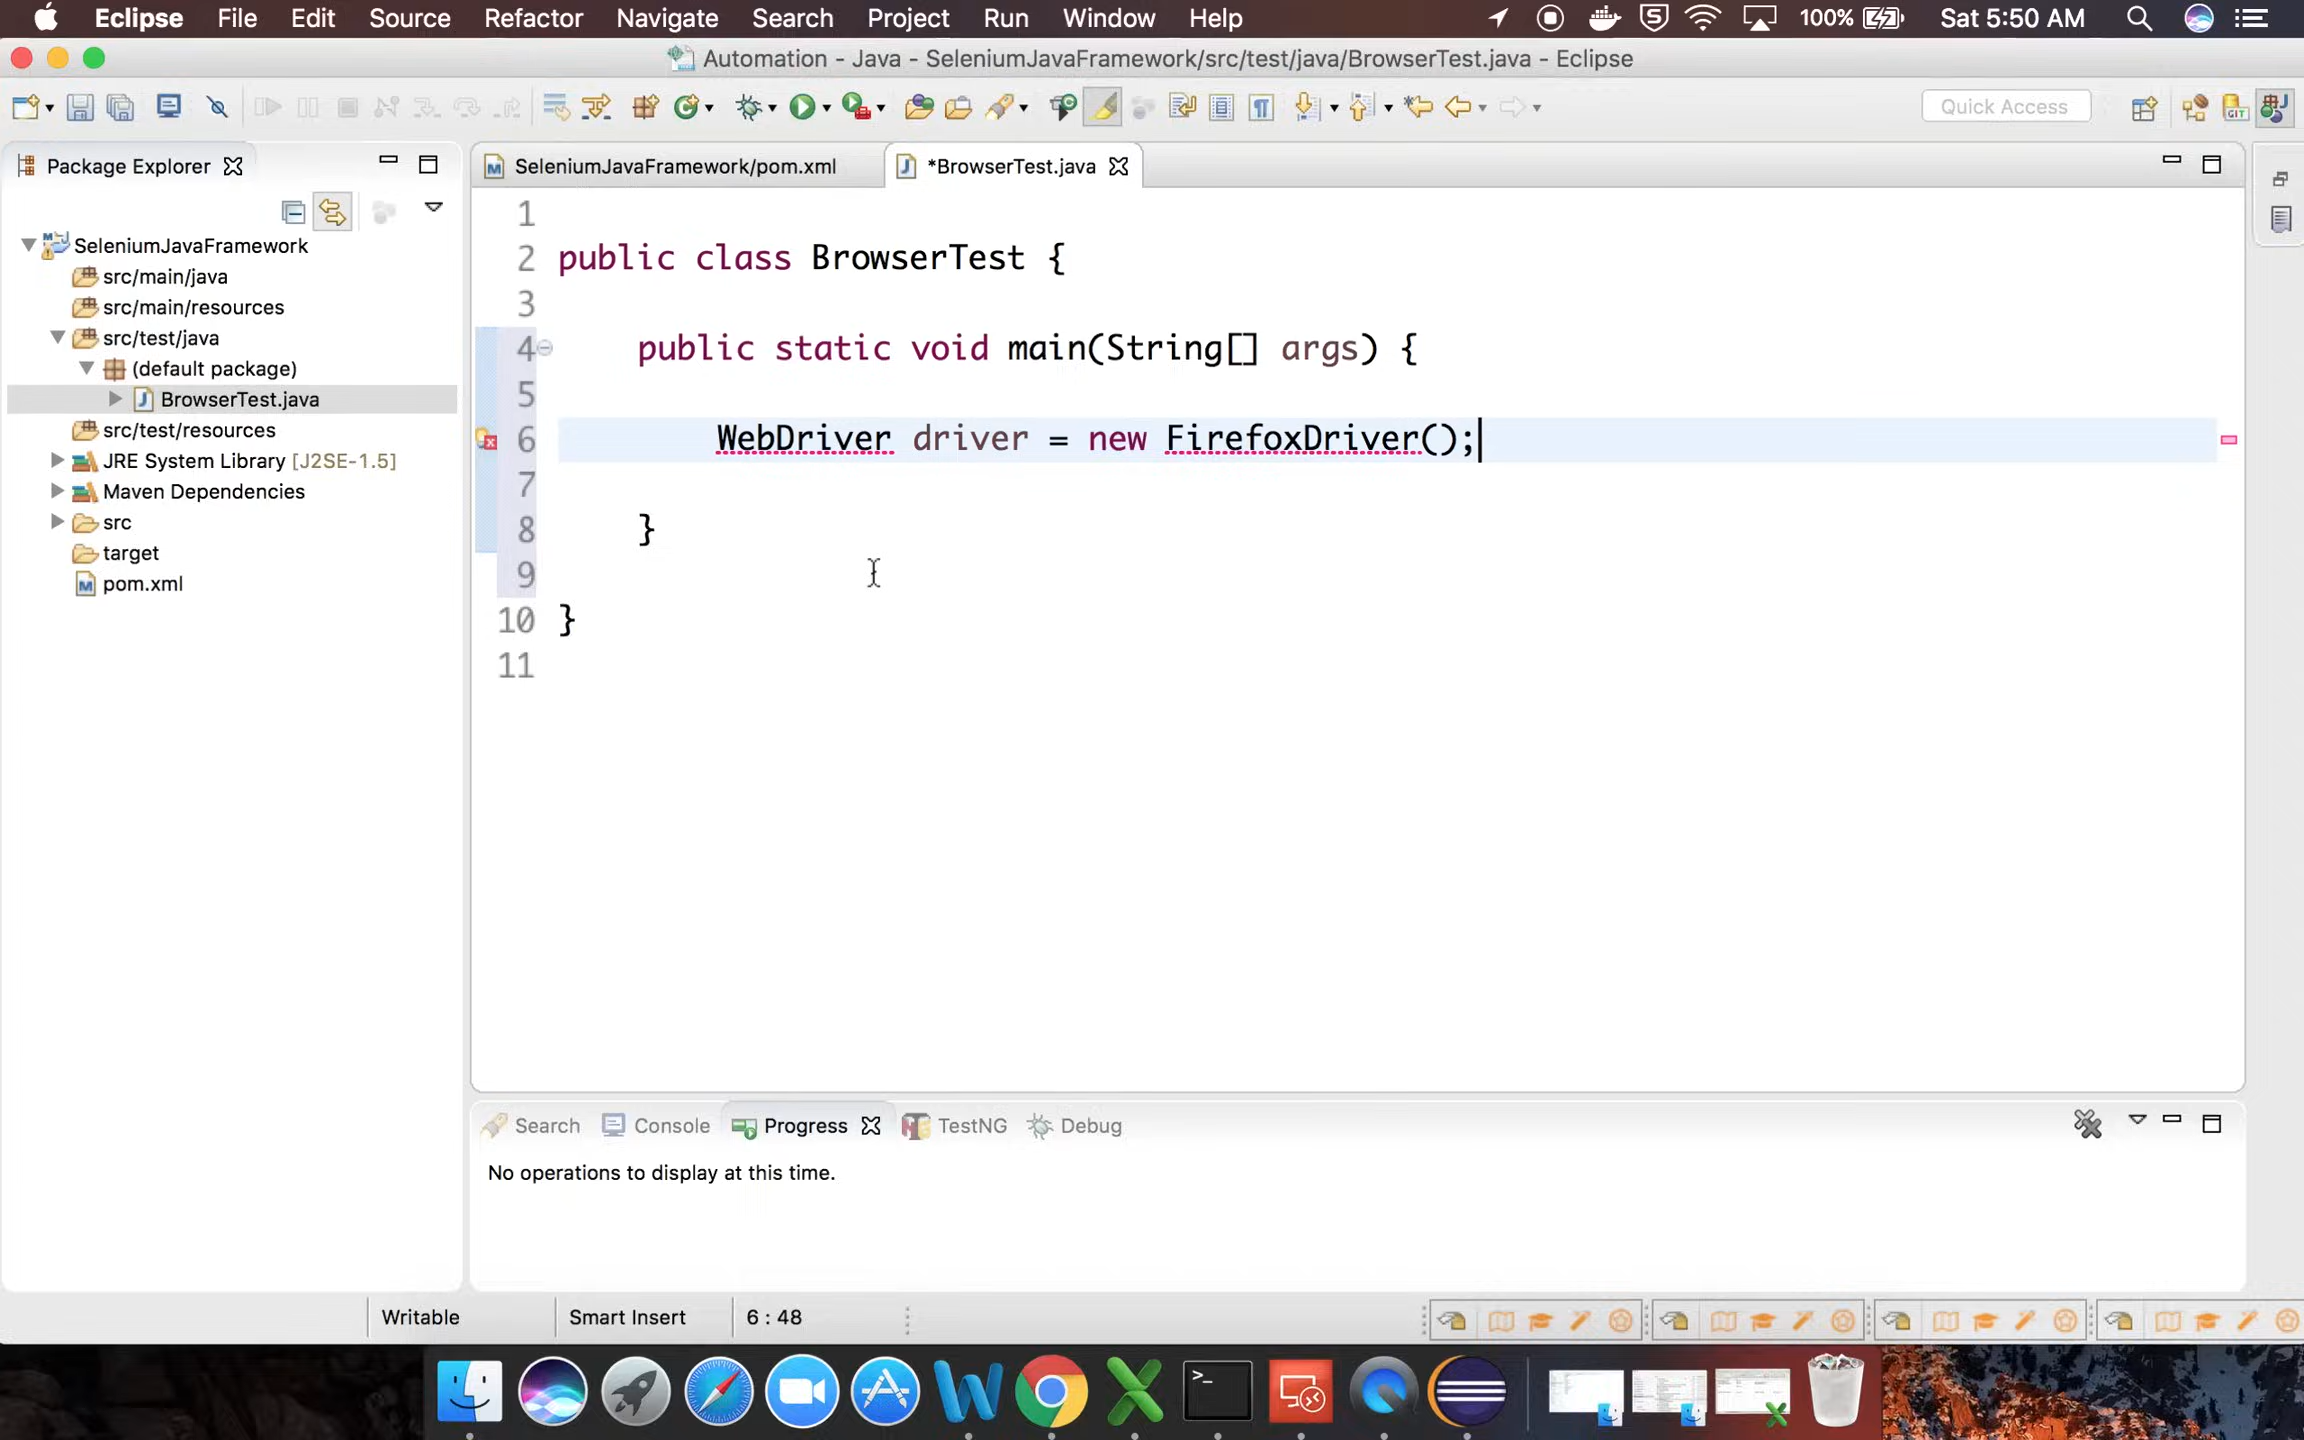 Eclipse File Edit Source Refactor Navigate Search Project Run Window Help 100% Sat 5:50 AM
Automation - Java - SeleniumJavaFramework/src/test/java/BrowserTest.java - Eclipse
Quick Access
GIT
Package Explorer
SeleniumJavaFramework
src/main/java
src/main/resources
src/test/java
(default package)
BrowserTest.java
src/test/resources
JRE System Library [J2SE-1.5]
Maven Dependencies
src
target
pom.xml
SeleniumJavaFramework/pom.xml
*BrowserTest.java
1
2 public class BrowserTest {
3
4 public static void main(String[] args) {
5
6 WebDriver driver = new FirefoxDriver();
7
8 }
9
10 }
11
Search Console Progress TestNG Debug
No operations to display at this time.
Writable Smart Insert 6 : 48